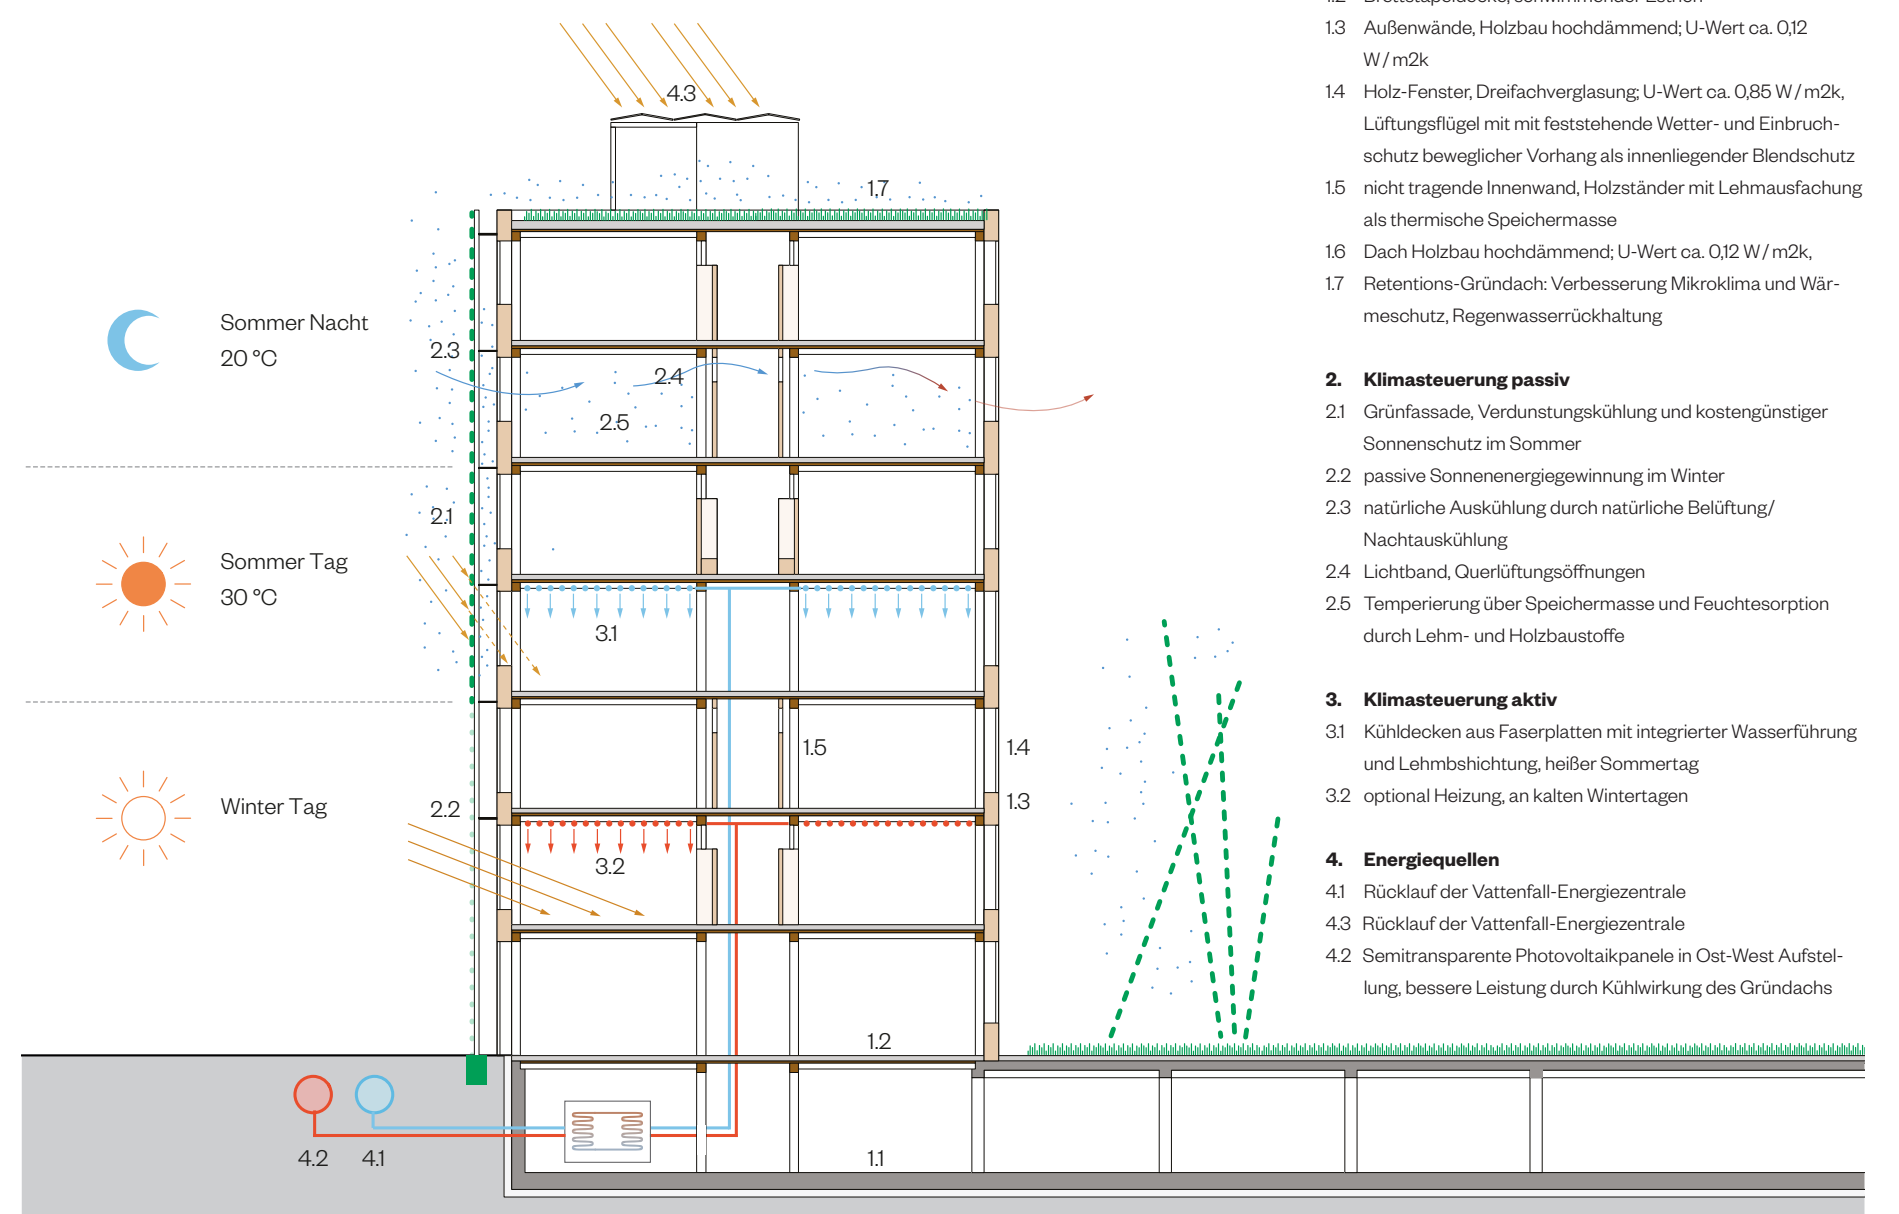 4.3
1.7
Sommer Nacht
20 °C
2.3
2.4
2.5
2.1
Sommer Tag
30 °C
3.1
1.5
1.4
Winter Tag
2.2
1.3
3.2
1.2
4.2
4.1
1.1
1.3 Außenwände, Holzbau hochdämmend; U-Wert ca. 0,12
W/m2k
1.4 Holz-Fenster, Dreifachverglasung; U-Wert ca. 0,85 W/m2k,
Lüftungsflügel mit mit feststehende Wetter- und Einbruch-
schutz beweglicher Vorhang als innenliegender Blendschutz
1.5 nicht tragende Innenwand, Holzständer mit Lehmausfachung
als thermische Speichermasse
1.6 Dach Holzbau hochdämmend; U-Wert ca. 0,12 W/m2k,
1.7 Retentions-Gründach: Verbesserung Mikroklima und Wär-
meschutz, Regenwasserrückhaltung
2. Klimasteuerung passiv
2.1 Grünfassade, Verdunstungskühlung und kostengünstiger
Sonnenschutz im Sommer
2.2 passive Sonnenenergiegewinnung im Winter
2.3 natürliche Auskühlung durch natürliche Belüftung/
Nachtauskühlung
2.4 Lichtband, Querlüftungsöffnungen
2.5 Temperierung über Speichermasse und Feuchtesorption
durch Lehm- und Holzbaustoffe
3. Klimasteuerung aktiv
3.1 Kühldecken aus Faserplatten mit integrierter Wasserführung
und Lehmbshichtung, heißer Sommertag
3.2 optional Heizung, an kalten Wintertagen
4. Energiequellen
4.1 Rücklauf der Vattenfall-Energiezentrale
4.3 Rücklauf der Vattenfall-Energiezentrale
4.2 Semitransparente Photovoltaikpanele in Ost-West Aufstel-
lung, bessere Leistung durch Kühlwirkung des Gründachs